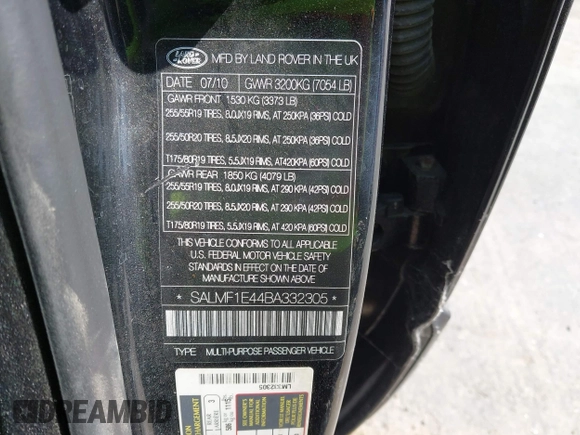 LAND ROVER MFD BY LAND ROVER IN THE UK
DATE 07/10 GVWR 3200KG (7054 LB)
GAWR FRONT 1530 KG (3373 LB)
255/55R19 TIRES, 8.0JX19 RIMS, AT 250KPA (36PSI) COLD
255/50R20 TIRES, 8.5JX20 RIMS, AT 250KPA (36PSI) COLD
T175/80R19 TIRES, 5.5JX19 RIMS, AT420KPA (60PSI) COLD
GAWR REAR 1850 KG (4079 LB)
255/55R19 TIRES, 8.0JX19 RIMS, AT 290 KPA (42PSI) COLD
255/50R20 TIRES, 8.5JX20 RIMS, AT 290 KPA (42PSI) COLD
T175/80R19 TIRES, 5.5JX19 RIMS, AT 420 KPA (60PSI) COLD
THIS VEHICLE CONFORMS TO ALL APPLICABLE
U.S. FEDERAL MOTOR VEHICLE SAFETY
STANDARDS IN EFFECT ON THE DATE OF
MANUFACTURE SHOWN ABOVE
* SALMF1E44BA332305 *
TYPE MULTI-PURPOSE PASSENGER VEHICLE
LM332305
REAR 3
CHARGEMENT
DREAMBID.COM